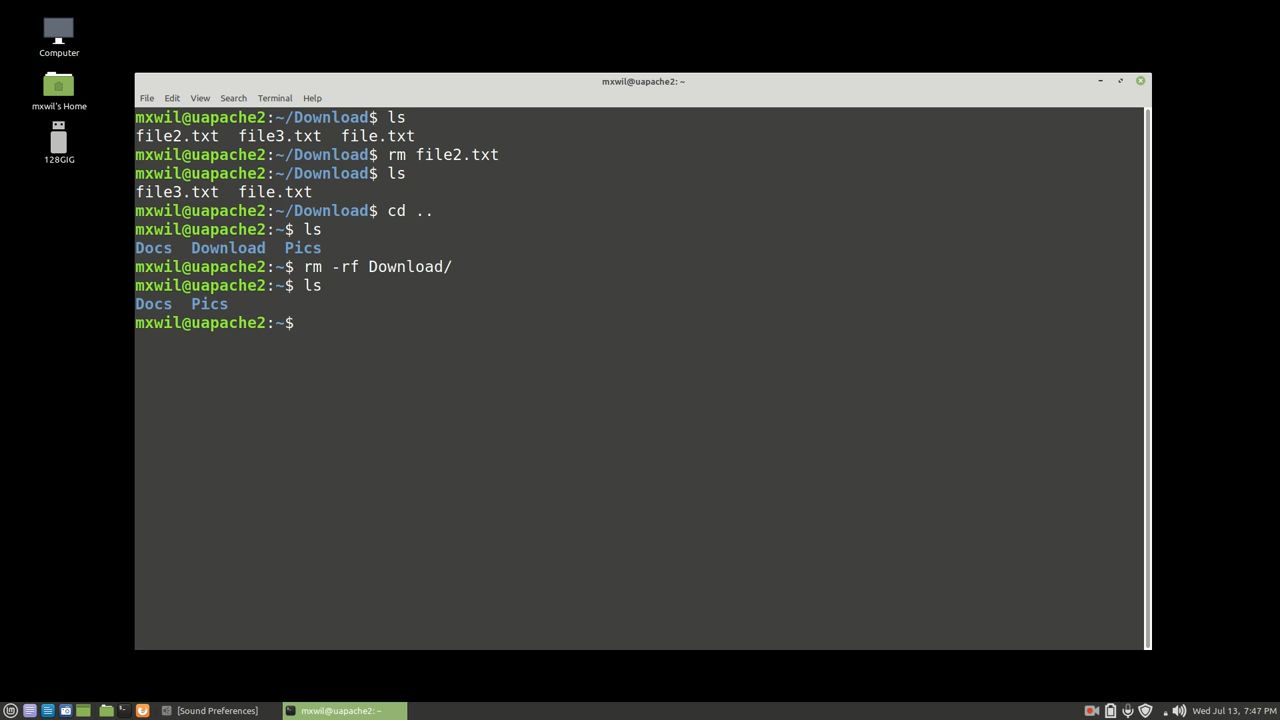 Computer
mxwil's Home
128GIG
mxwil@uapache2: ~
File Edit View Search Terminal Help
mxwil@uapache2:~/Download$ ls
file2.txt  file3.txt  file.txt
mxwil@uapache2:~/Download$ rm file2.txt
mxwil@uapache2:~/Download$ ls
file3.txt  file.txt
mxwil@uapache2:~/Download$ cd ..
mxwil@uapache2:~$ ls
Docs  Download  Pics
mxwil@uapache2:~$ rm -rf Download/
mxwil@uapache2:~$ ls
Docs  Pics
mxwil@uapache2:~$
[Sound Preferences] mxwil@uapache2: ~ Wed Jul 13, 7:47 PM